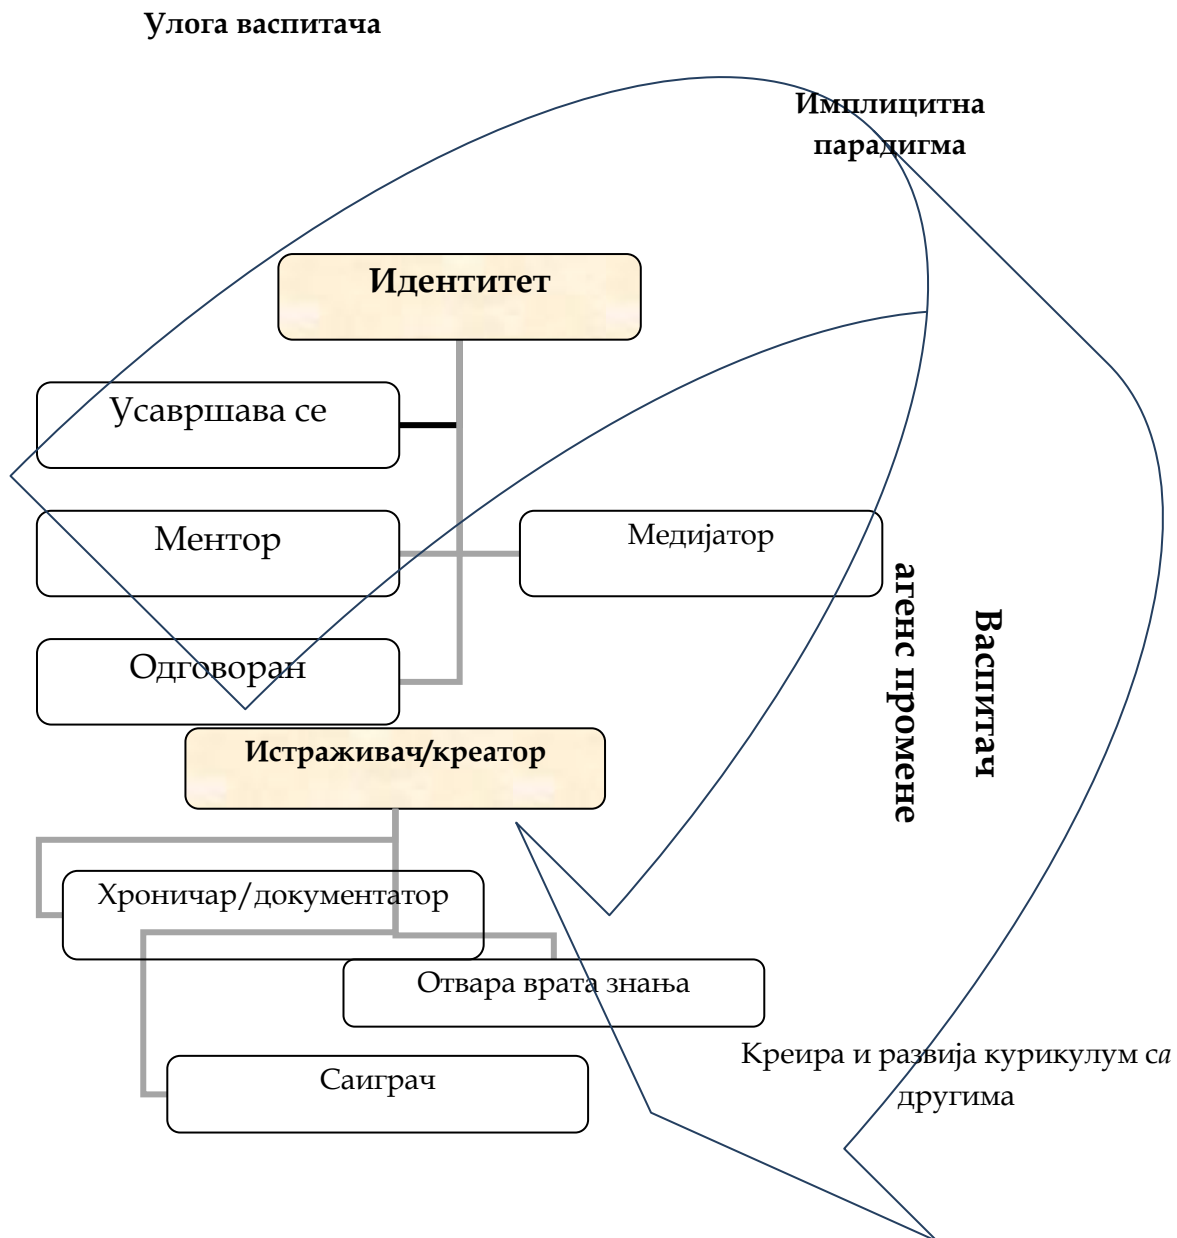 Улога васпитача
Имплицитна
парадигма
Идентитет
Усавршава се
Ментор
Медијатор
Одговоран
агенс промене
Васпитач
Истраживач/креатор
Хроничар/документатор
Отвара врата знања
Саиграч
Креира и развија курикулум са
другима